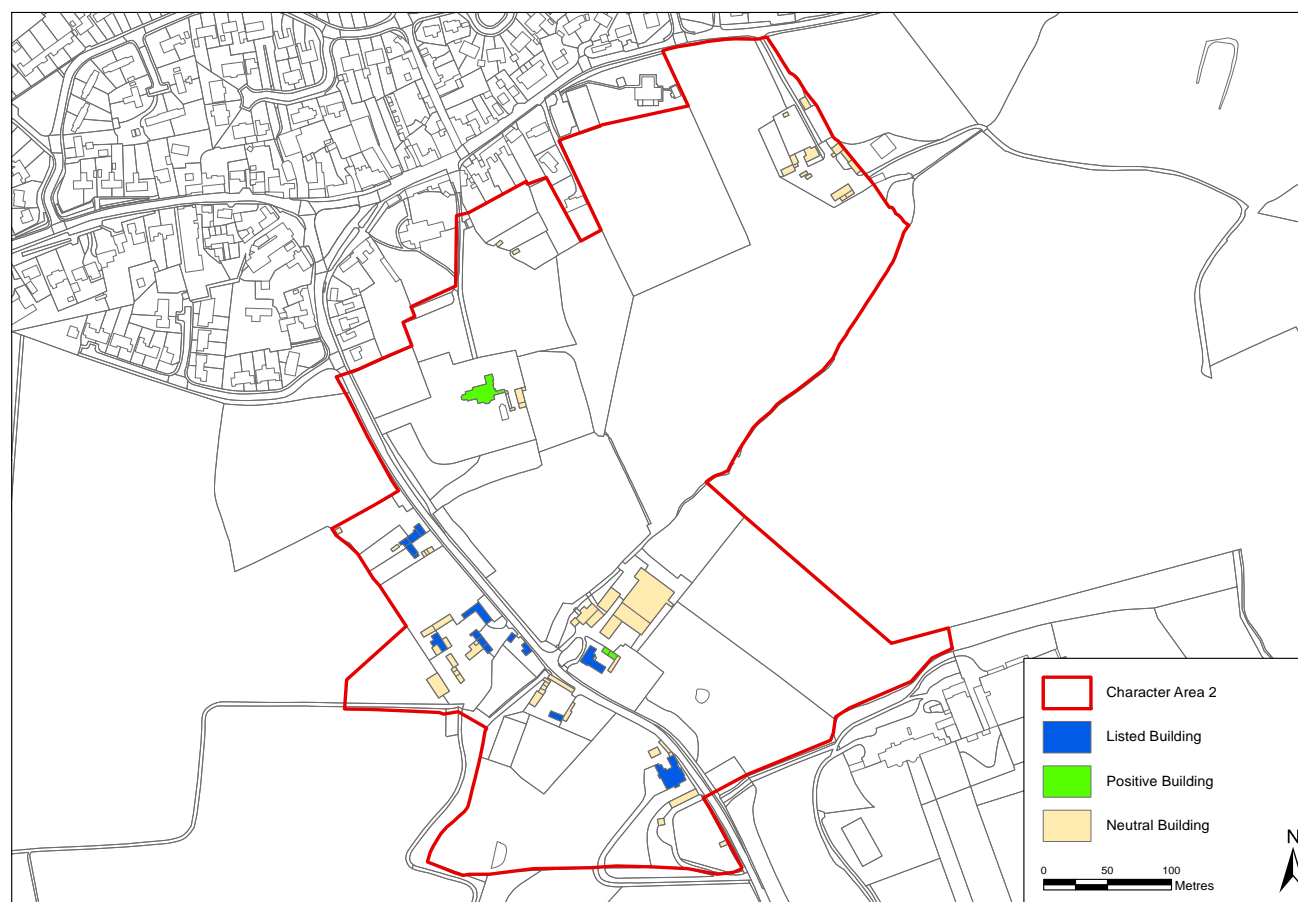 Character Area 2
Listed Building
Positive Building
Neutral Building
N
0 50 100
Metres